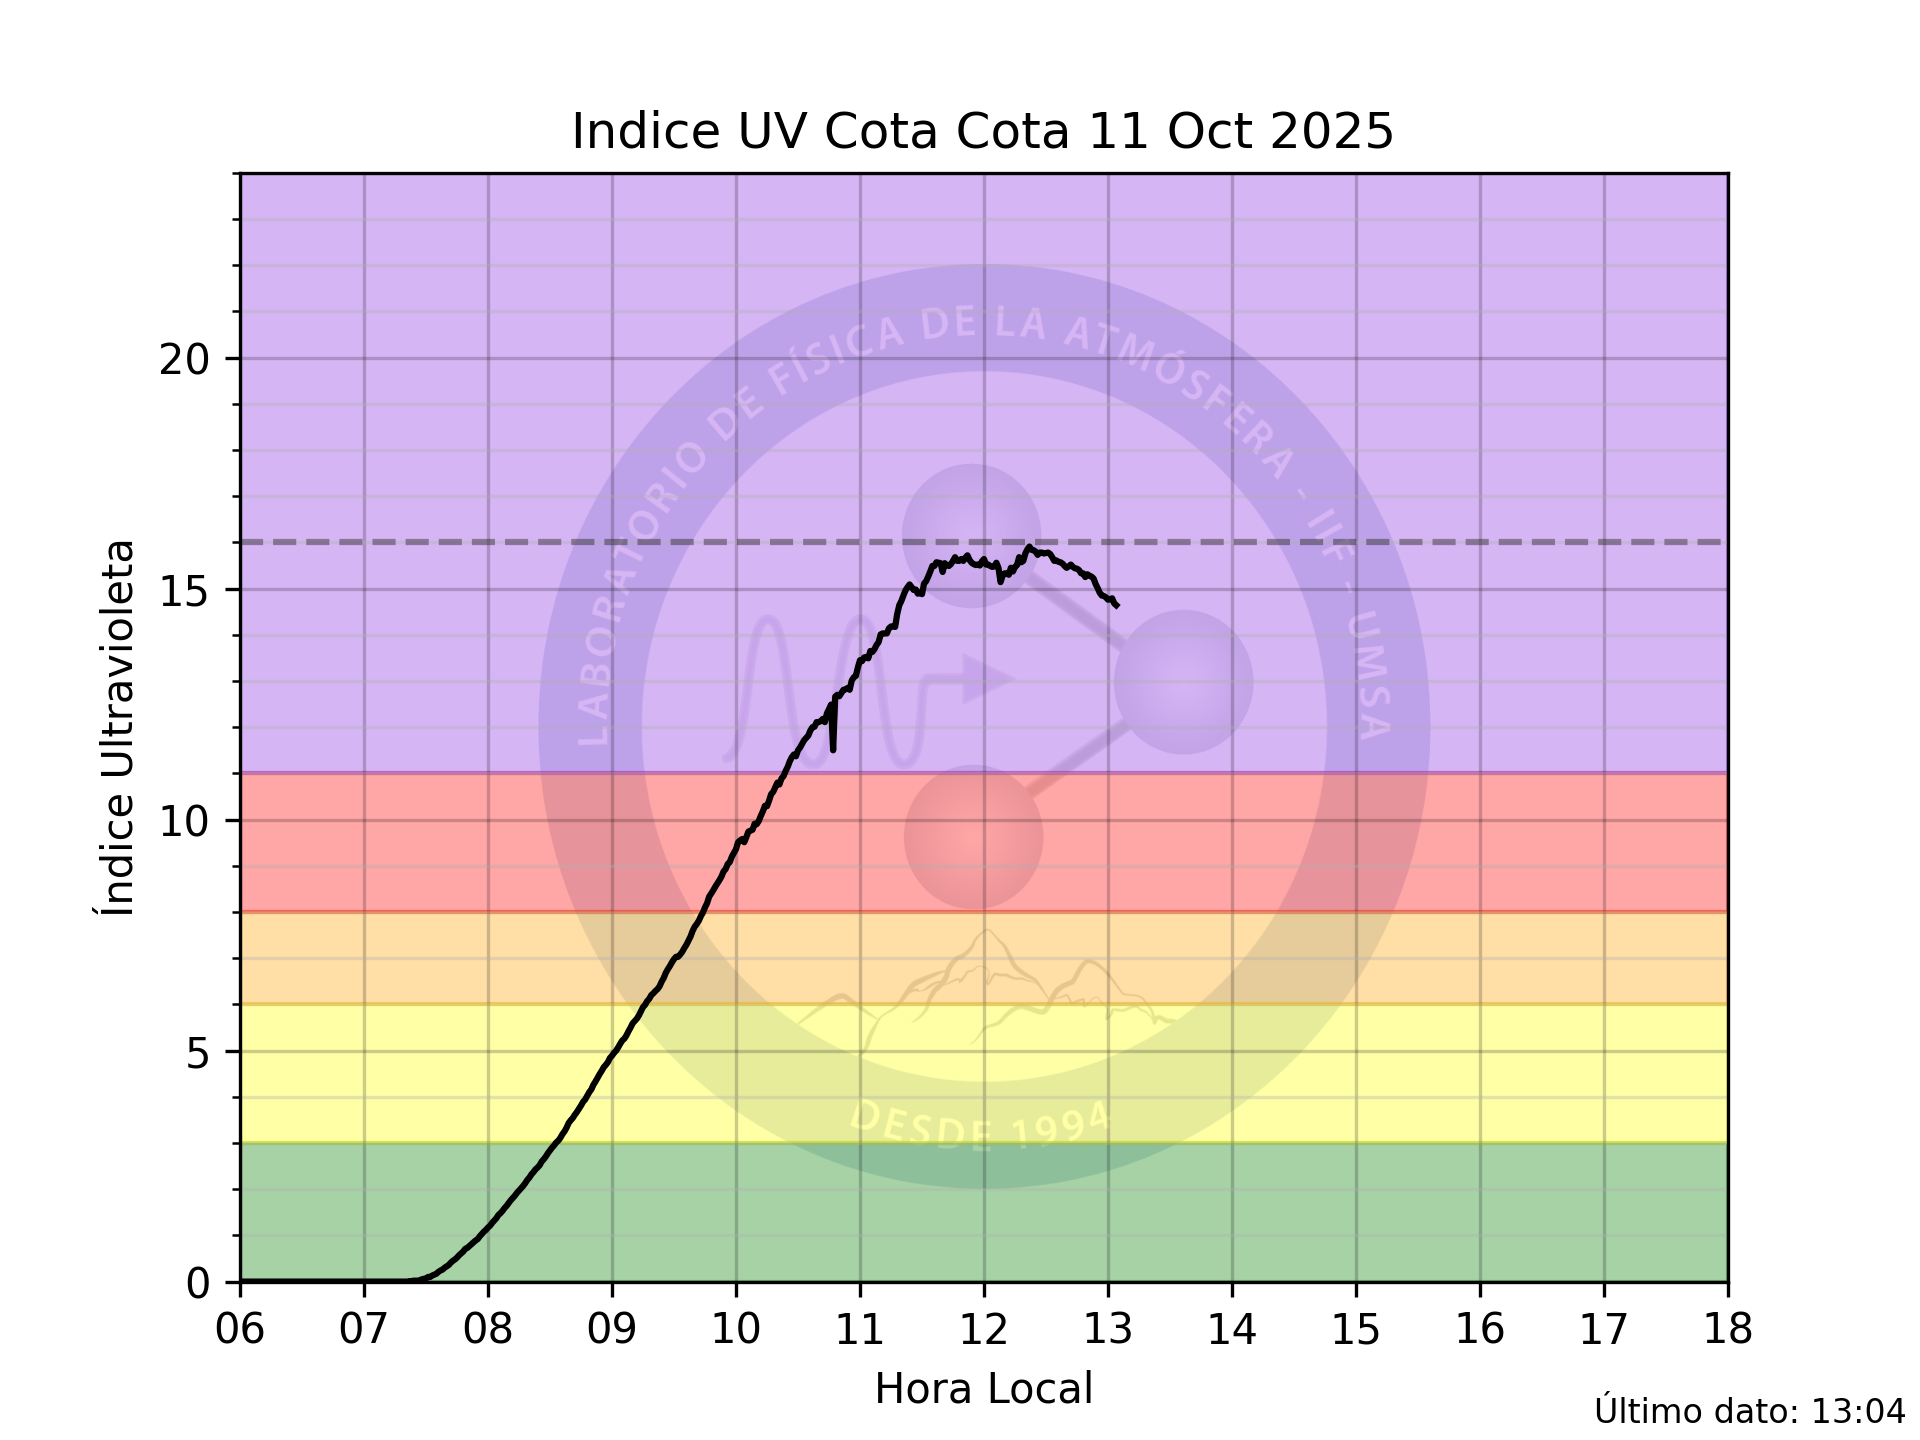 Indice UV Cota Cota 11 Oct 2025
LABORATORIO DE FÍSICA DE LA ATMÓSFERA - IIF - UMSA
DESDE 1994
Índice Ultravioleta
20
15
10
5
0
06 07 08 09 10 11 12 13 14 15 16 17 18
Hora Local
Último dato: 13:04